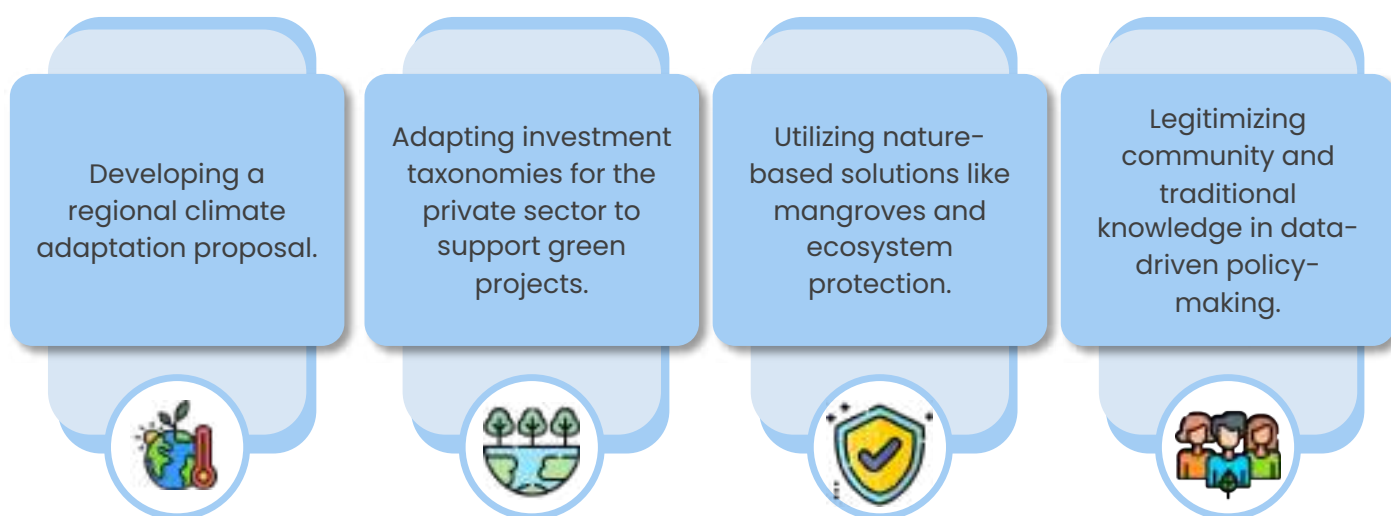 Developing a
regional climate
adaptation proposal.
Adapting investment
taxonomies for the
private sector to
support green
projects.
Utilizing nature-
based solutions like
mangroves and
ecosystem
protection.
Legitimizing
community and
traditional
knowledge in data-
driven policy-
making.